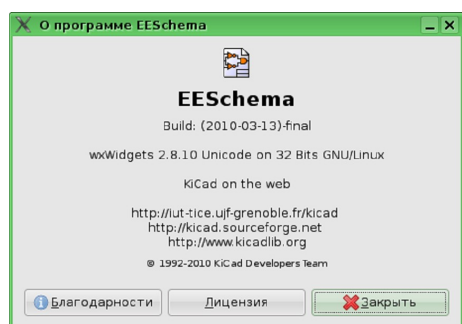 О программе EESchema
EESchema
Build: (2010-03-13)-final
wxWidgets 2.8.10 Unicode on 32 Bits GNU/Linux
KiCad on the web
http://iut-tice.ujf-grenoble.fr/kicad
http://kicad.sourceforge.net
http://www.kicadlib.org
© 1992-2010 KiCad Developers Team
Благодарности Лицензия Закрыть